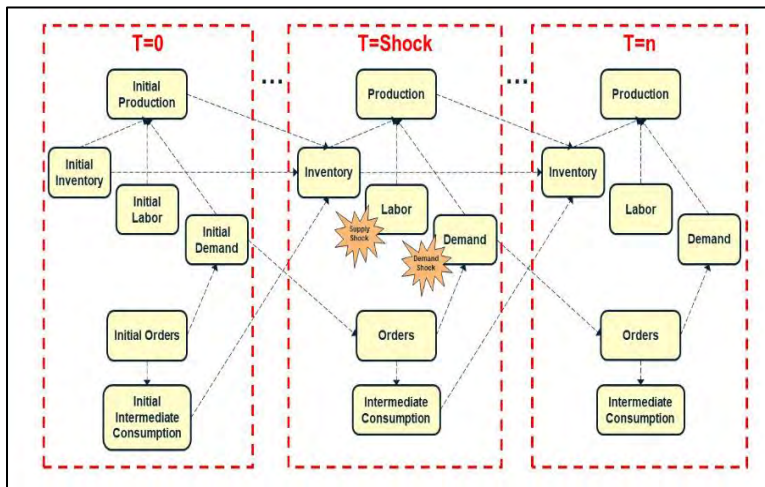 T=0
Initial
Production
Initial
Inventory
Initial
Labor
Initial
Demand
Initial Orders
Initial
Intermediate
Consumption
...
T=Shock
Production
Inventory
Labor
Supply
Shock
Demand
Demand
Shock
Orders
Intermediate
Consumption
...
T=n
Production
Inventory
Labor
Demand
Orders
Intermediate
Consumption